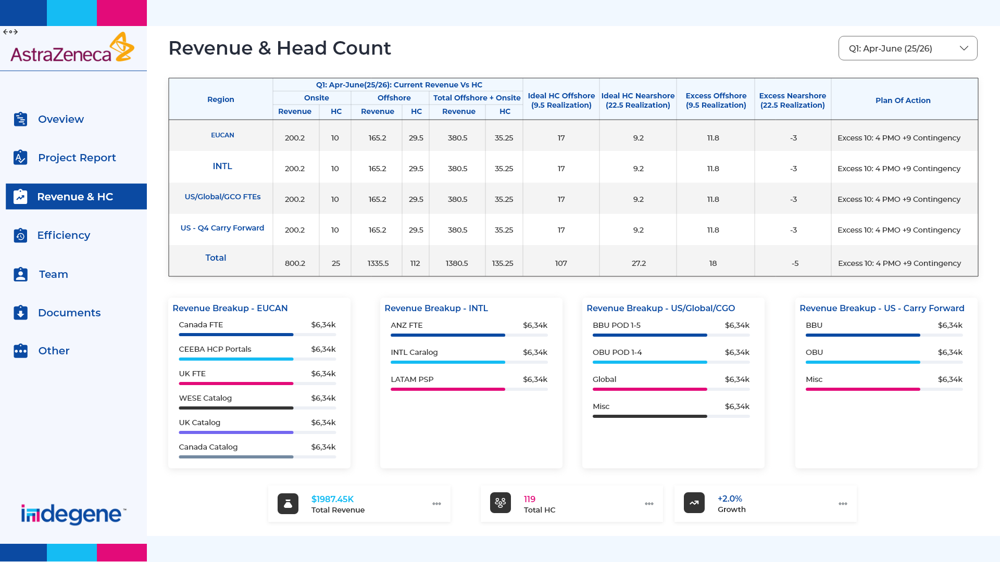 AstraZeneca
Oveview
Project Report
Revenue & HC
Efficiency
Team
Documents
Other
indegene™
Revenue & Head Count
Q1: Apr-June (25/26)
Region
Q1: Apr-June(25/26): Current Revenue Vs HC
Onsite Offshore Total Offshore + Onsite
Revenue HC Revenue HC Revenue HC
Ideal HC Offshore
(9.5 Realization)
Ideal HC Nearshore
(22.5 Realization)
Excess Offshore
(9.5 Realization)
Excess Nearshore
(22.5 Realization)
Plan Of Action
EUCAN 200.2 10 165.2 29.5 380.5 35.25 17 9.2 11.8 -3 Excess 10: 4 PMO +9 Contingency
INTL 200.2 10 165.2 29.5 380.5 35.25 17 9.2 11.8 -3 Excess 10: 4 PMO +9 Contingency
US/Global/GCO FTEs 200.2 10 165.2 29.5 380.5 35.25 17 9.2 11.8 -3 Excess 10: 4 PMO +9 Contingency
US - Q4 Carry Forward 200.2 10 165.2 29.5 380.5 35.25 17 9.2 11.8 -3 Excess 10: 4 PMO +9 Contingency
Total 800.2 25 1335.5 112 1380.5 135.25 107 27.2 18 -5 Excess 10: 4 PMO +9 Contingency
Revenue Breakup - EUCAN
Canada FTE $6,34k
CEEBA HCP Portals $6,34k
UK FTE $6,34k
WESE Catalog $6,34k
UK Catalog $6,34k
Canada Catalog $6,34k
Revenue Breakup - INTL
ANZ FTE $6,34k
INTL Caralog $6,34k
LATAM PSP $6,34k
Revenue Breakup - US/Global/CGO
BBU POD 1-5 $6,34k
OBU POD 1-4 $6,34k
Global $6,34k
Misc $6,34k
Revenue Breakup - US - Carry Forward
BBU $6,34k
OBU $6,34k
Misc $6,34k
$1987.45K
Total Revenue
119
Total HC
+2.0%
Growth